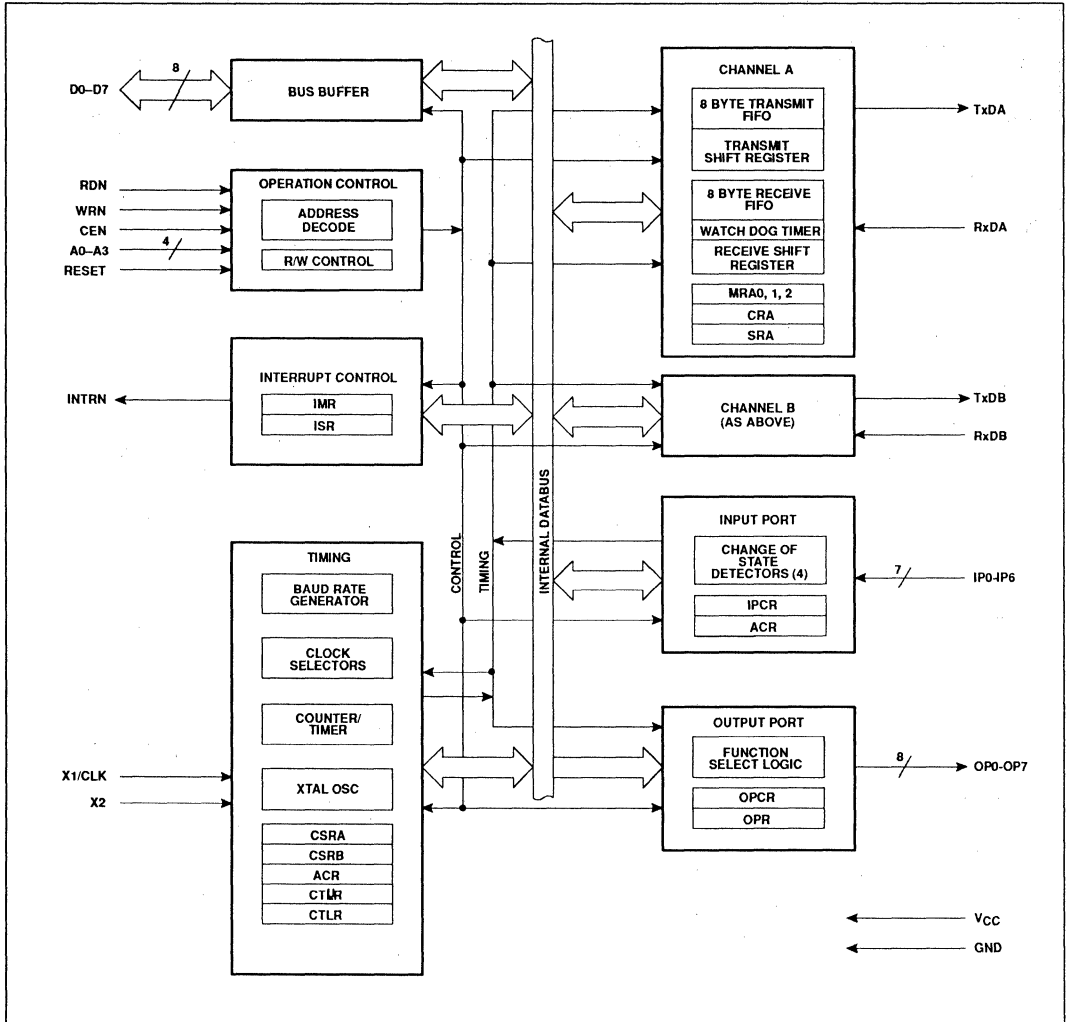 D0–D7
8
BUS BUFFER
RDN
WRN
CEN
A0–A3
4
RESET
OPERATION CONTROL
ADDRESS
DECODE
R/W CONTROL
INTRN
INTERRUPT CONTROL
IMR
ISR
TIMING
BAUD RATE
GENERATOR
CLOCK
SELECTORS
COUNTER/
TIMER
X1/CLK
X2
XTAL OSC
CSRA
CSRB
ACR
CTUR
CTLR
CONTROL
TIMING
INTERNAL DATABUS
CHANNEL A
8 BYTE TRANSMIT
FIFO
TRANSMIT
SHIFT REGISTER
8 BYTE RECEIVE
FIFO
WATCH DOG TIMER
RECEIVE SHIFT
REGISTER
MRA0, 1, 2
CRA
SRA
TxDA
RxDA
CHANNEL B
(AS ABOVE)
TxDB
RxDB
INPUT PORT
CHANGE OF
STATE
DETECTORS (4)
IPCR
ACR
7
IP0-IP6
OUTPUT PORT
FUNCTION
SELECT LOGIC
OPCR
OPR
8
OP0-OP7
VCC
GND